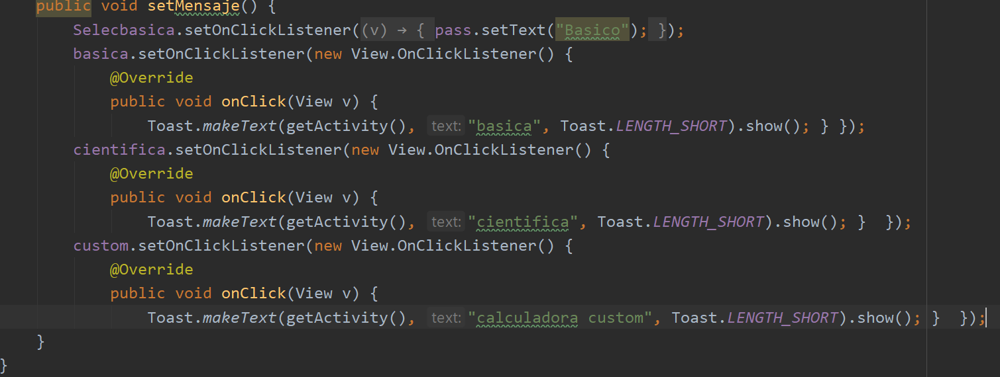 public void setMensaje() {
Selecbasica.setOnClickListener((v) → { pass.setText("Basico"); });
basica.setOnClickListener(new View.OnClickListener() {
@Override
public void onClick(View v) {
Toast.makeText(getActivity(), text: "basica", Toast.LENGTH_SHORT).show(); } });
cientifica.setOnClickListener(new View.OnClickListener() {
@Override
public void onClick(View v) {
Toast.makeText(getActivity(), text: "cientifica", Toast.LENGTH_SHORT).show(); }  });
custom.setOnClickListener(new View.OnClickListener() {
@Override
public void onClick(View v) {
Toast.makeText(getActivity(), text: "calculadora custom", Toast.LENGTH_SHORT).show(); }  });
}
}